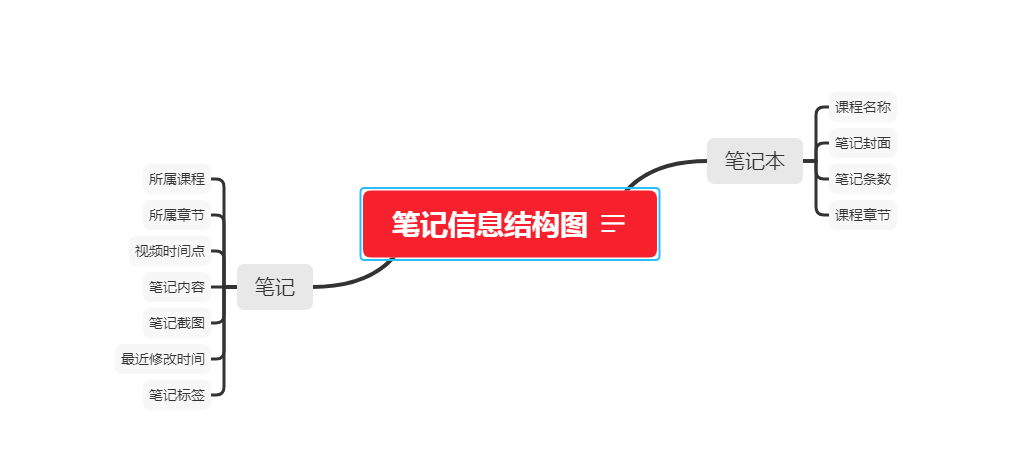 笔记信息结构图
笔记本
课程名称
笔记封面
笔记条数
课程章节
笔记
所属课程
所属章节
视频时间点
笔记内容
笔记截图
最近修改时间
笔记标签